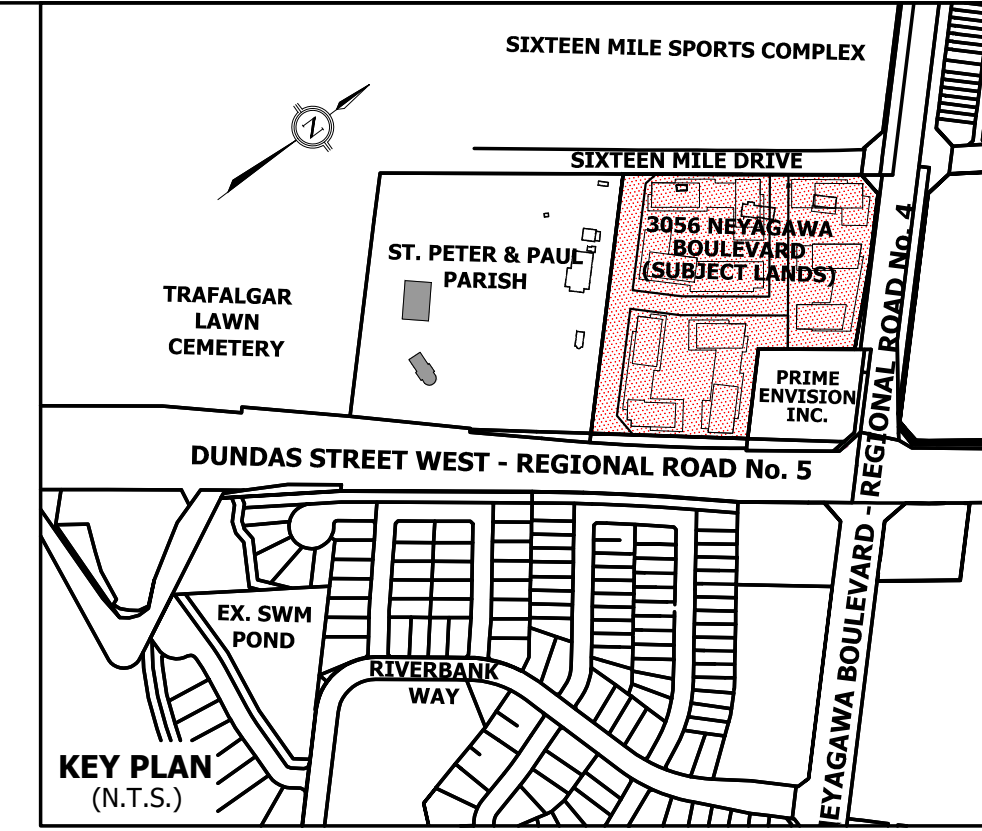 SIXTEEN MILE SPORTS COMPLEX
SIXTEEN MILE DRIVE
N
3056 NEYAGAWA
BOULEVARD
(SUBJECT LANDS)
ST. PETER & PAUL
PARISH
TRAFALGAR
LAWN
CEMETERY
PRIME
ENVISION
INC.
DUNDAS STREET WEST - REGIONAL ROAD No. 5
EYAGAWA BOULEVARD - REGIONAL ROAD No. 4
EX. SWM
POND
RIVERBANK
WAY
KEY PLAN
(N.T.S.)